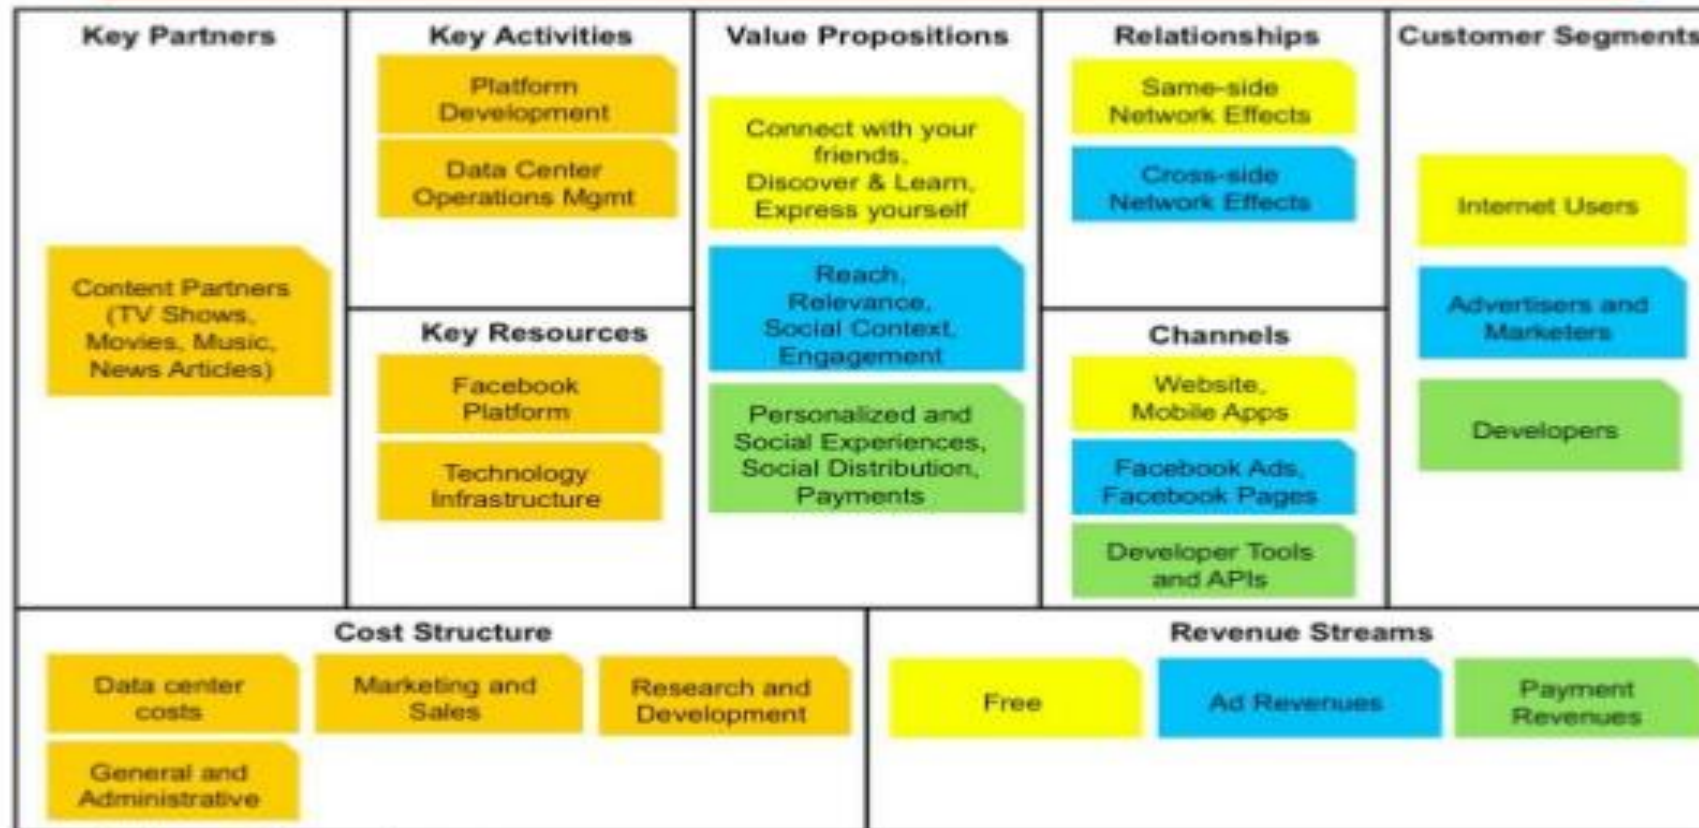 Key Partners
Content Partners
(TV Shows,
Movies, Music,
News Articles)
Key Activities
Platform
Development
Data Center
Operations Mgmt
Key Resources
Facebook
Platform
Technology
Infrastructure
Value Propositions
Connect with your
friends,
Discover & Learn,
Express yourself
Reach,
Relevance,
Social Context,
Engagement
Personalized and
Social Experiences,
Social Distribution,
Payments
Relationships
Same-side
Network Effects
Cross-side
Network Effects
Channels
Website,
Mobile Apps
Facebook Ads,
Facebook Pages
Developer Tools
and APIs
Customer Segments
Internet Users
Advertisers and
Marketers
Developers
Cost Structure
Data center
costs
Marketing and
Sales
Research and
Development
General and
Administrative
Revenue Streams
Free
Ad Revenues
Payment
Revenues